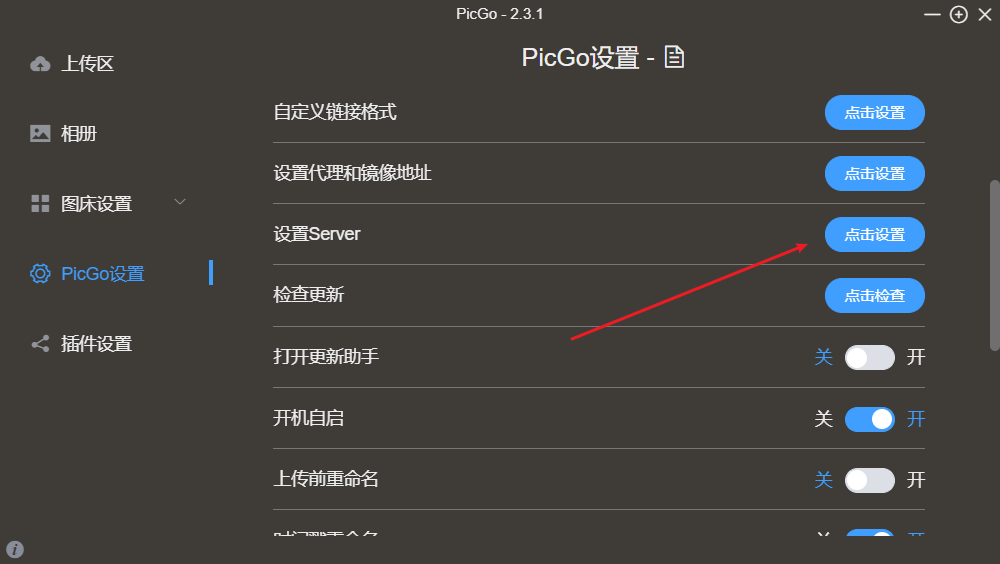 PicGo - 2.3.1
PicGo设置 -
上传区
相册
图床设置
PicGo设置
插件设置
自定义链接格式 点击设置
设置代理和镜像地址 点击设置
设置Server 点击设置
检查更新 点击检查
打开更新助手 关 开
开机自启 关 开
上传前重命名 关 开